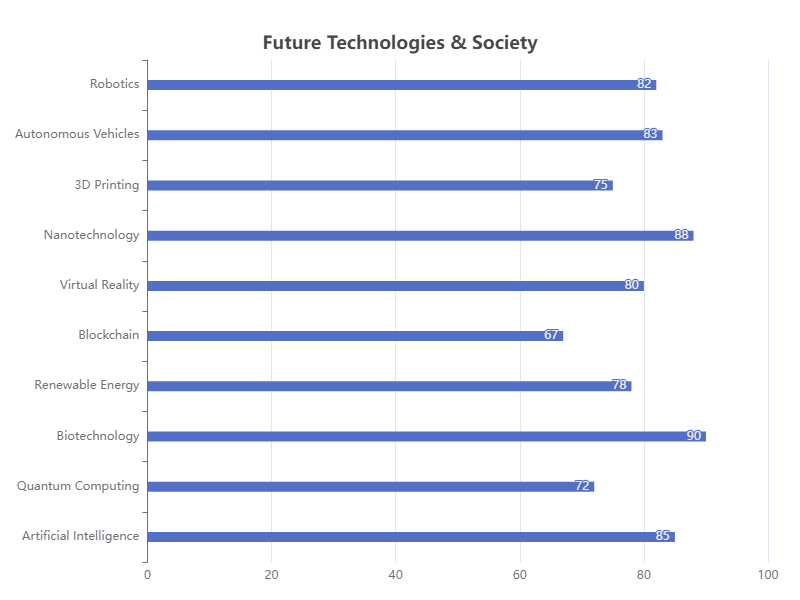 Future Technologies & Society
Robotics 82
Autonomous Vehicles 83
3D Printing 75
Nanotechnology 88
Virtual Reality 80
Blockchain 67
Renewable Energy 78
Biotechnology 90
Quantum Computing 72
Artificial Intelligence 85
0 20 40 60 80 100